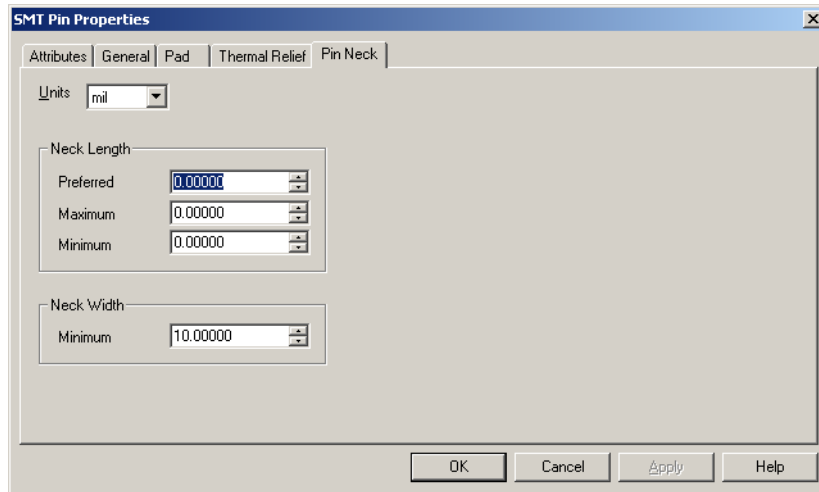 SMT Pin Properties
Attributes General Pad Thermal Relief Pin Neck
Units mil
Neck Length
Preferred 0.00000
Maximum 0.00000
Minimum 0.00000
Neck Width
Minimum 10.00000
OK Cancel Apply Help